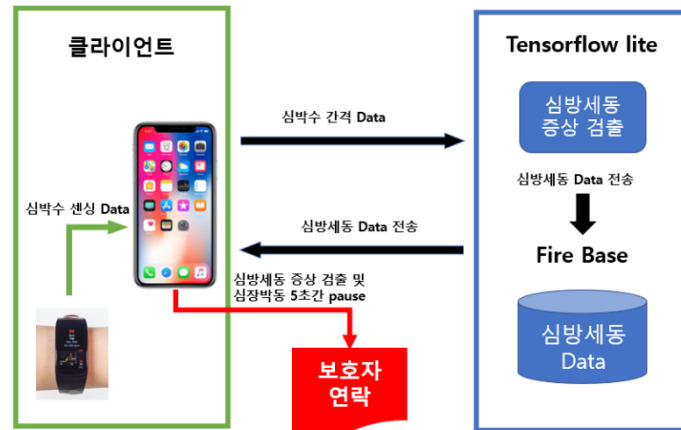 클라이언트
Tensorflow lite
심방세동
증상 검출
심박수 간격 Data
심방세동 Data 전송
심박수 센싱 Data
심방세동 Data 전송
Fire Base
심방세동 증상 검출 및
심장박동 5초간 pause
심방세동
Data
보호자
연락